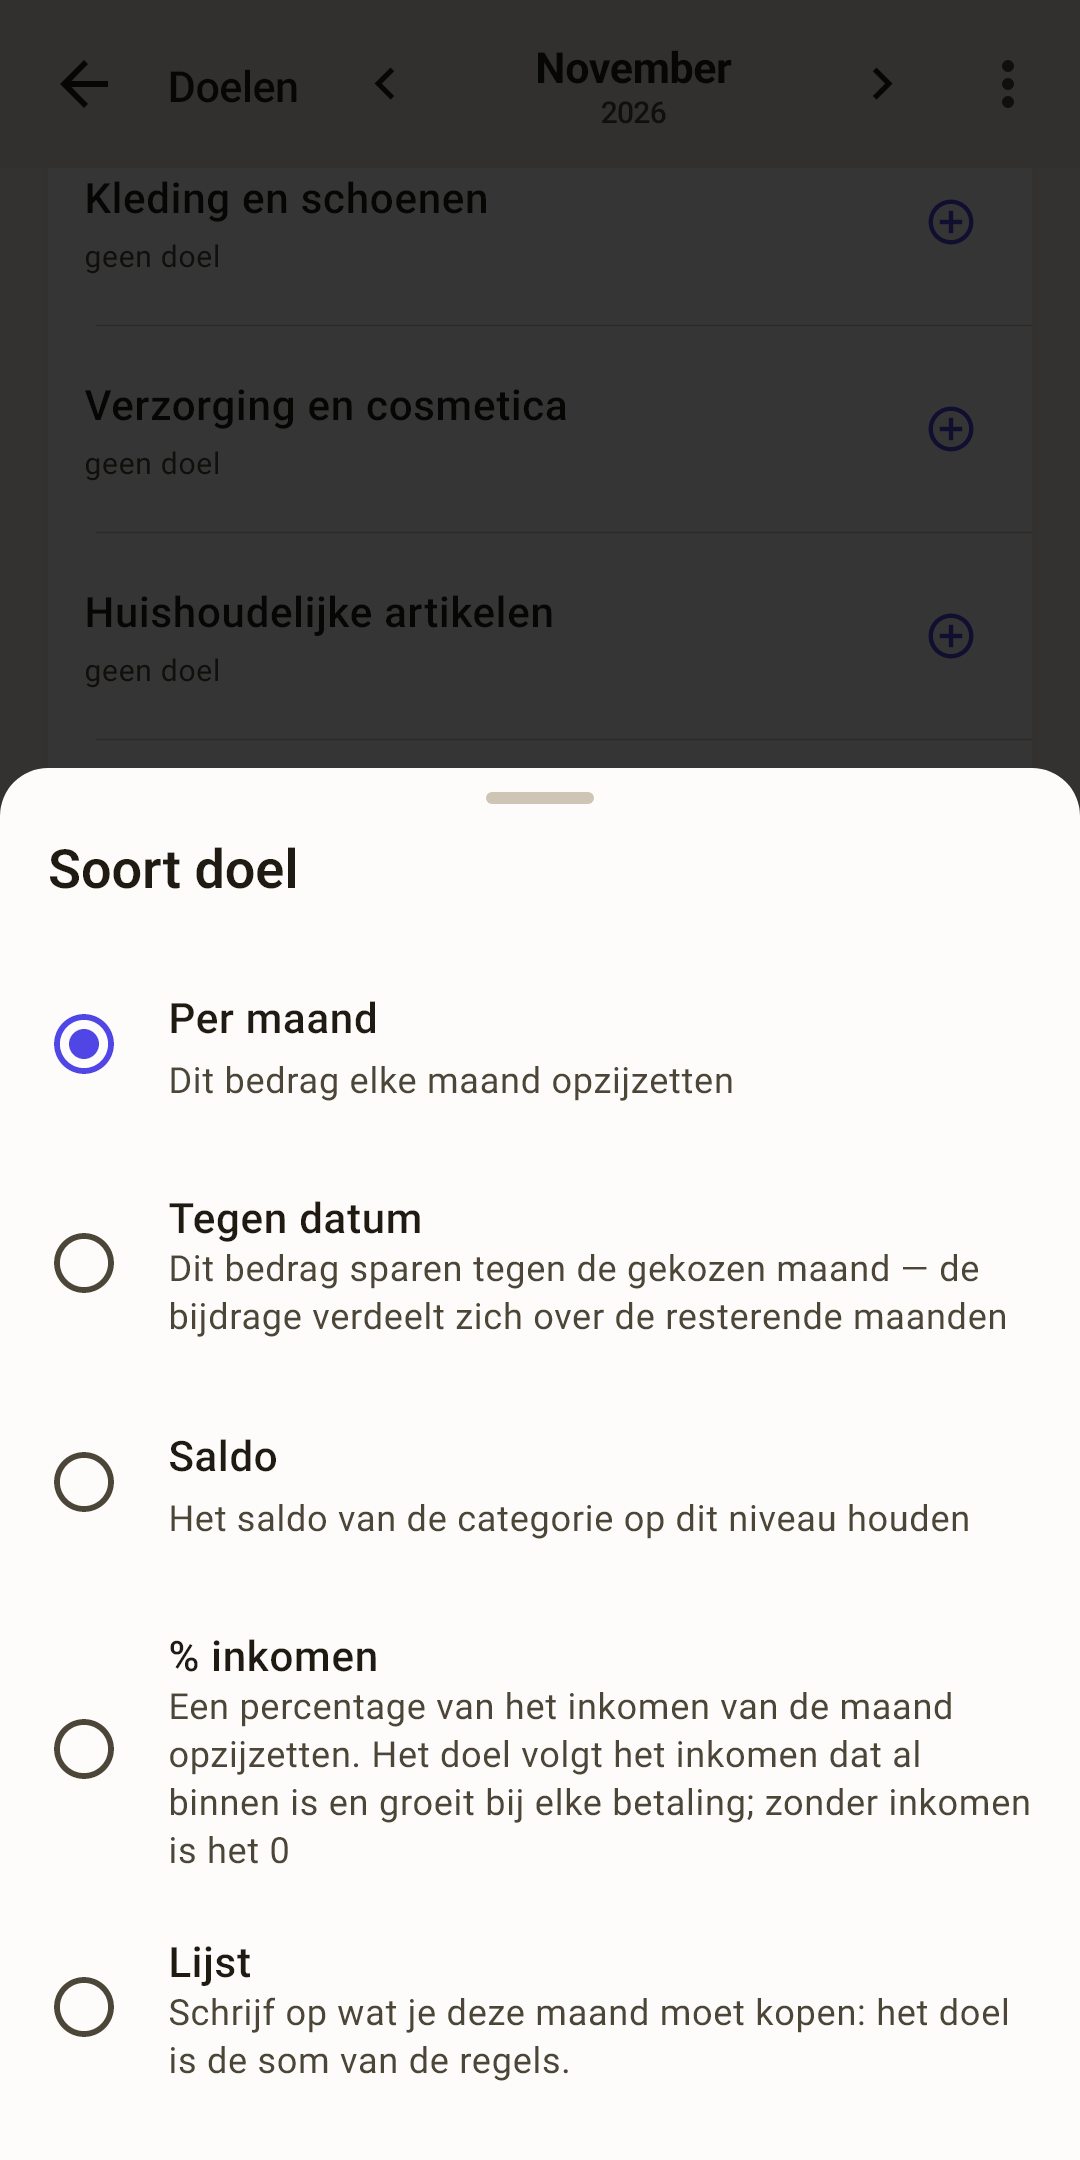 Doelen
November
2026
Kleding en schoenen
geen doel
Verzorging en cosmetica
geen doel
Huishoudelijke artikelen
geen doel
Soort doel
Per maand
Dit bedrag elke maand opzijzetten
Tegen datum
Dit bedrag sparen tegen de gekozen maand — de
bijdrage verdeelt zich over de resterende maanden
Saldo
Het saldo van de categorie op dit niveau houden
% inkomen
Een percentage van het inkomen van de maand
opzijzetten. Het doel volgt het inkomen dat al
binnen is en groeit bij elke betaling; zonder inkomen
is het 0
Lijst
Schrijf op wat je deze maand moet kopen: het doel
is de som van de regels.